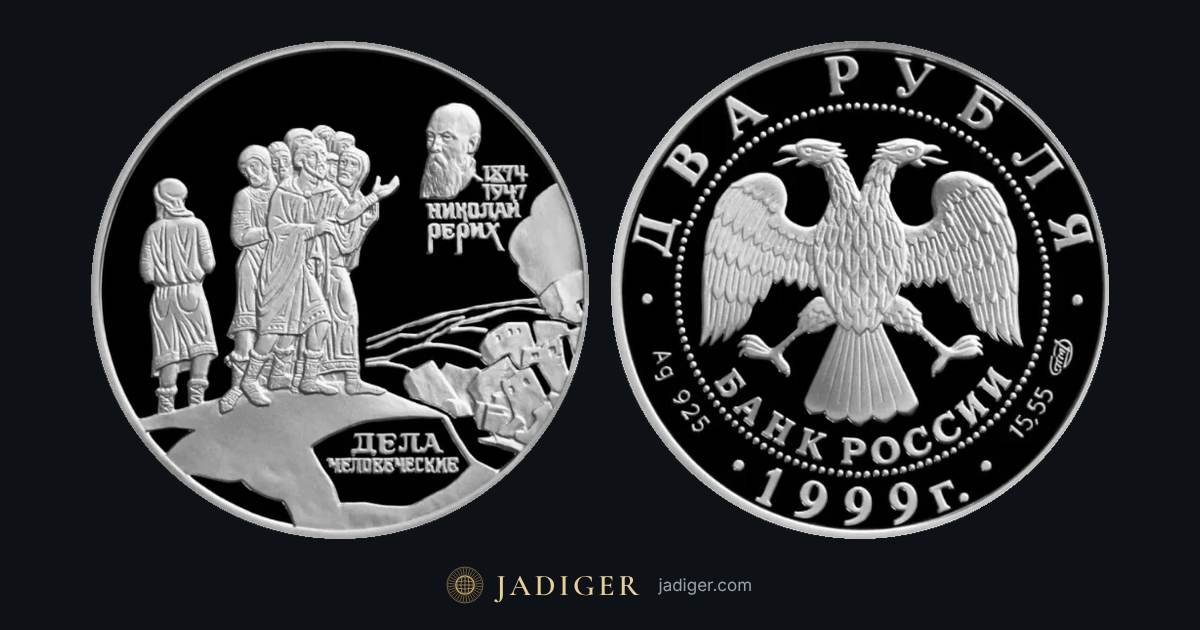 1874
1947
НИКОЛАЙ
РЕРИХ
ДЕЛА
ЧЕЛОВЕЧЕСКИЕ
ДВА РУБЛЯ
Ag 925
БАНК РОССИИ
15,55
1999г.
JADIGER jadiger.com